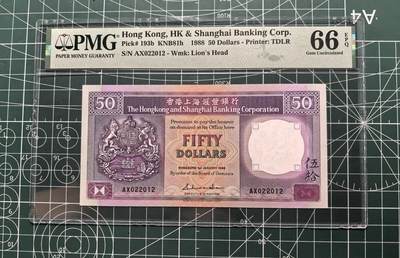 A4
PMG
PAPER MONEY GUARANTY
Hong Kong, HK & Shanghai Banking Corp.
Pick# 193b KNB81h 1988 50 Dollars - Printer: TDLR
S/N AX022012 - Wmk: Lion's Head
66 EPQ
Gem Uncirculated
50
香港上海滙豐銀行
50
The Hongkong and Shanghai Banking Corporation
Promises to pay the bearer
on demand at its Office here
FIFTY
DOLLARS
By order of the Board of Directors
伍拾
AX022012
AX022012